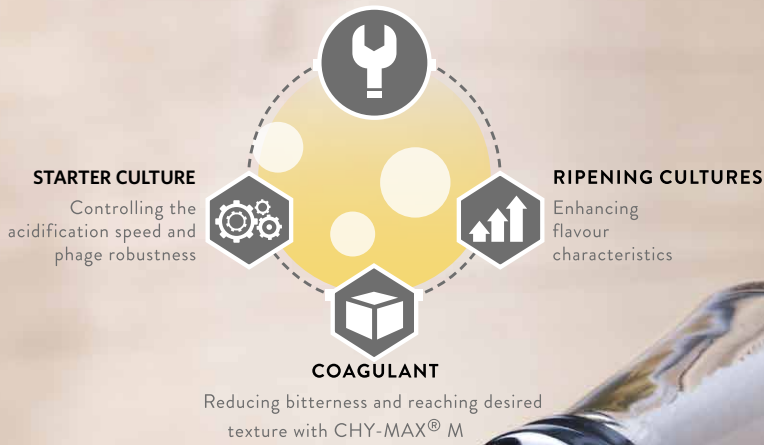 STARTER CULTURE
Controlling the
acidification speed and
phage robustness
RIPENING CULTURES
Enhancing
flavour
characteristics
COAGULANT
Reducing bitterness and reaching desired
texture with CHY-MAX® M